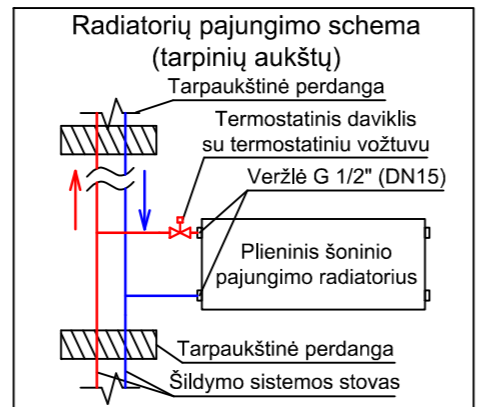 Radiatorių pajungimo schema
(tarpinių aukštų)
Tarpaukštinė perdanga
Termostatinis daviklis
su termostatiniu vožtuvu
Veržlė G 1/2" (DN15)
Plieninis šoninio
pajungimo radiatorius
Tarpaukštinė perdanga
Šildymo sistemos stovas